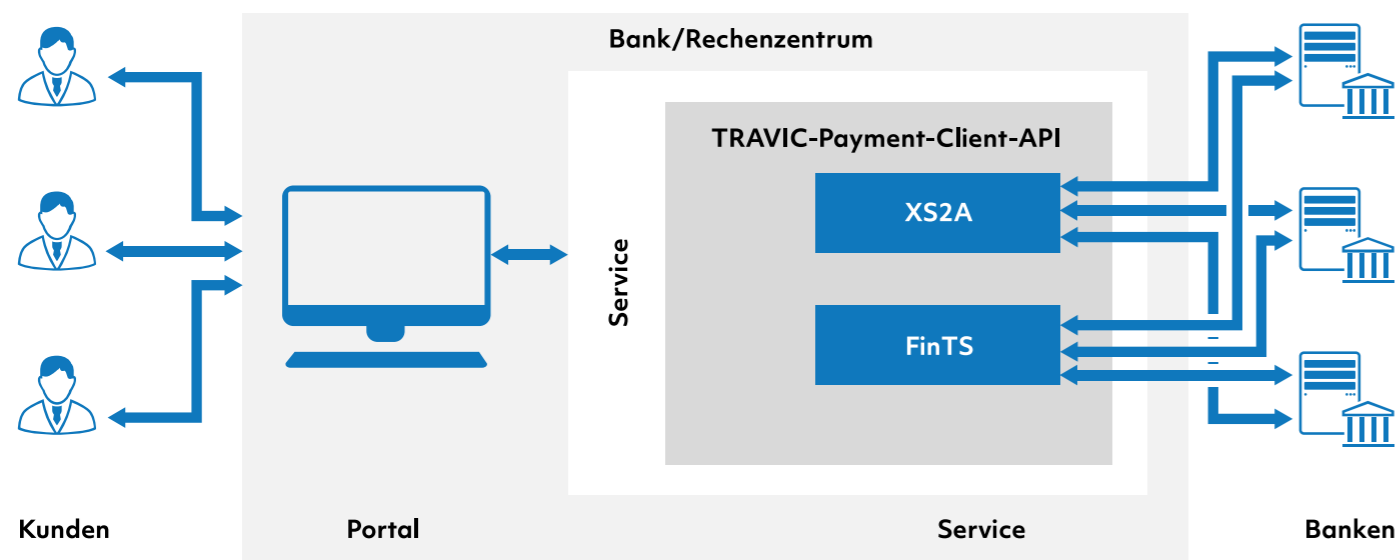 Bank/Rechenzentrum
TRAVIC-Payment-Client-API
XS2A
Service
FinTS
Kunden
Portal
Service
Banken